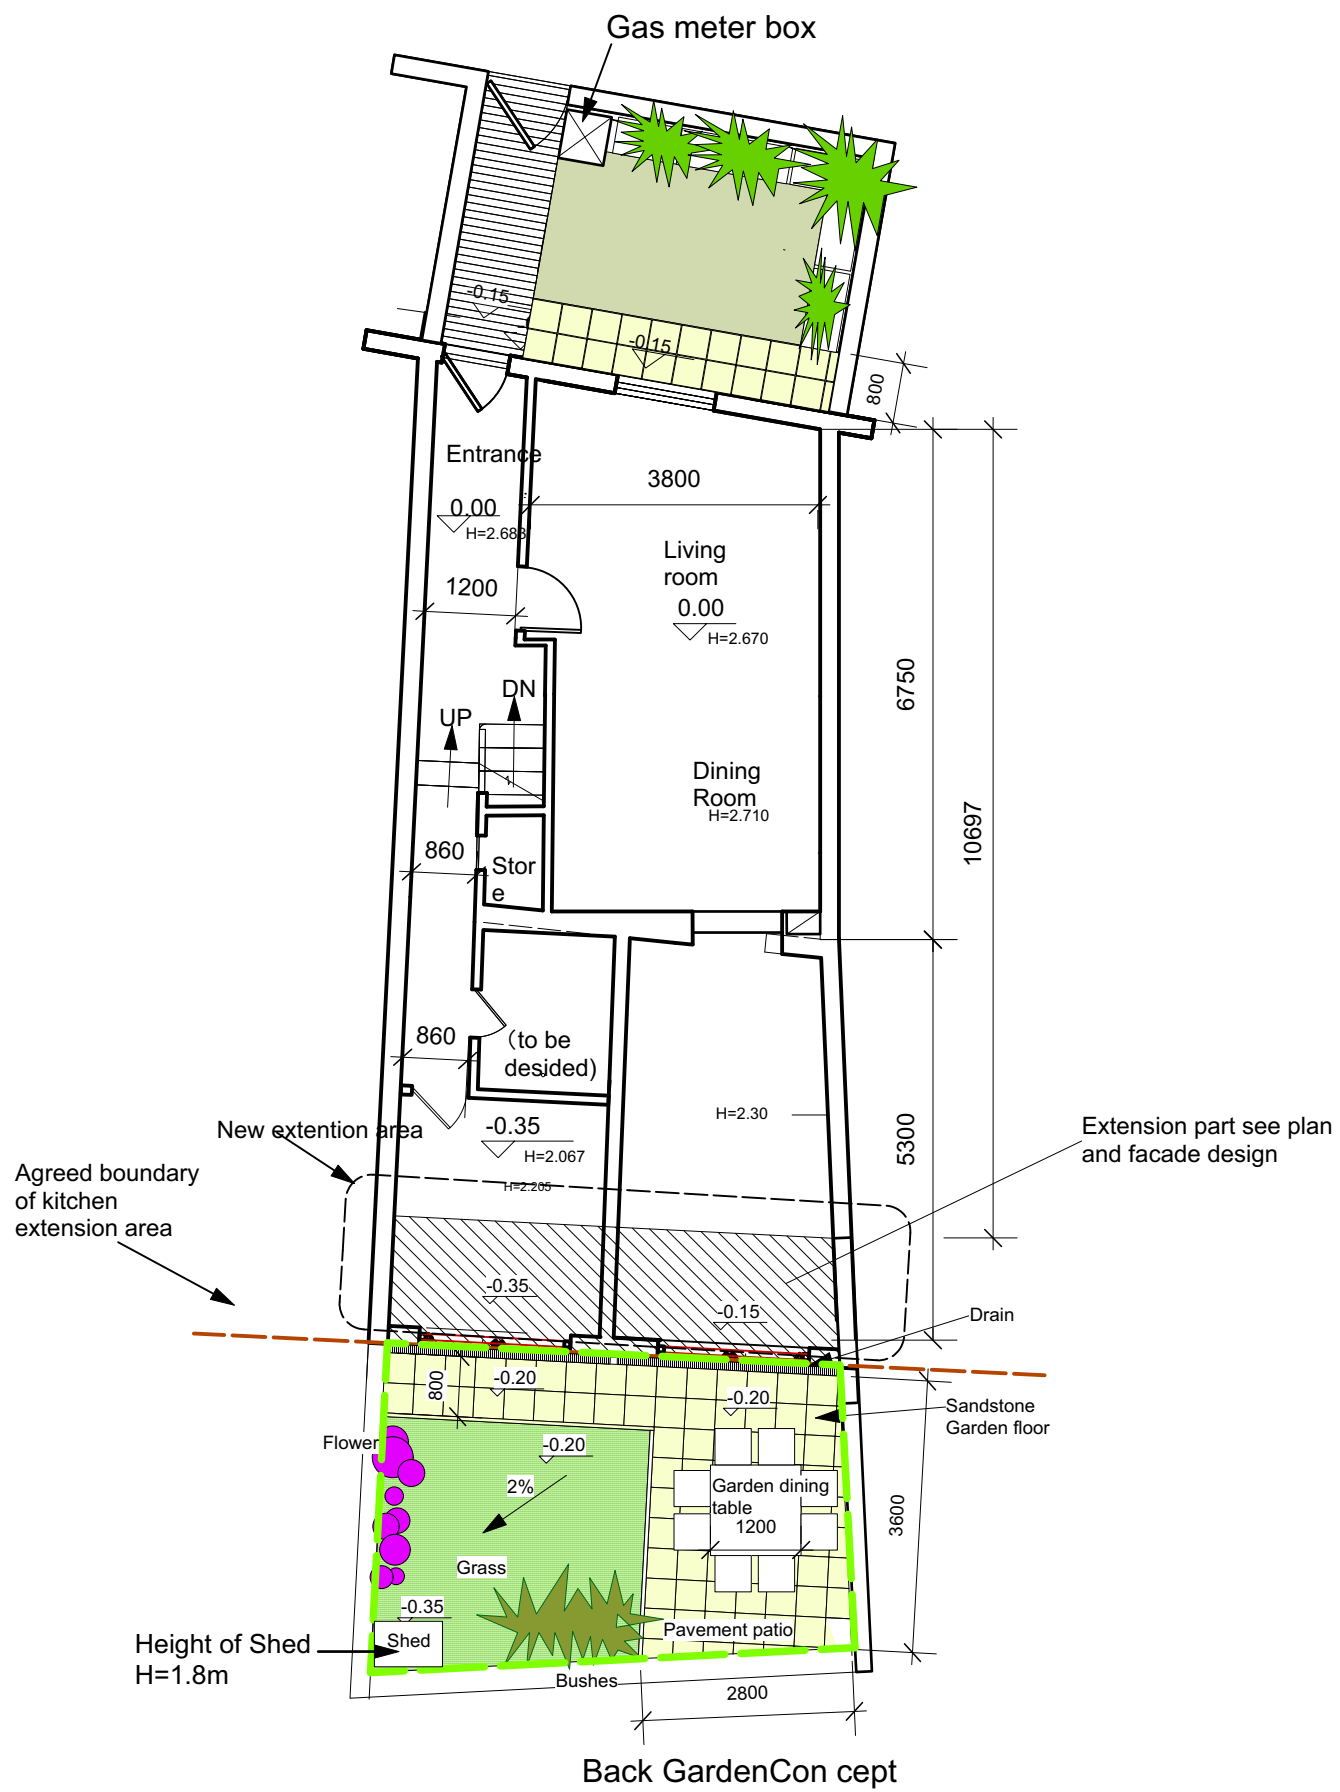 Gas meter box
-0.15
-0.15
800
Entrance
0.00
H=2.683
3800
1200
Living
room
0.00
H=2.670
6750
DN
UP
Dining
Room
H=2.710
10697
860
Stor
e
860
(to be
desided)
H=2.30
-0.35
H=2.067
H=2.205
5300
New extention area
Extension part see plan
and facade design
Agreed boundary
of kitchen
extension area
-0.35
-0.15
Drain
800
-0.20
-0.20
Sandstone
Garden floor
Flower
-0.20
2%
Garden dining
table
1200
3600
Grass
-0.35
Shed
Pavement patio
Height of Shed
H=1.8m
Bushes
2800
Back GardenCon cept